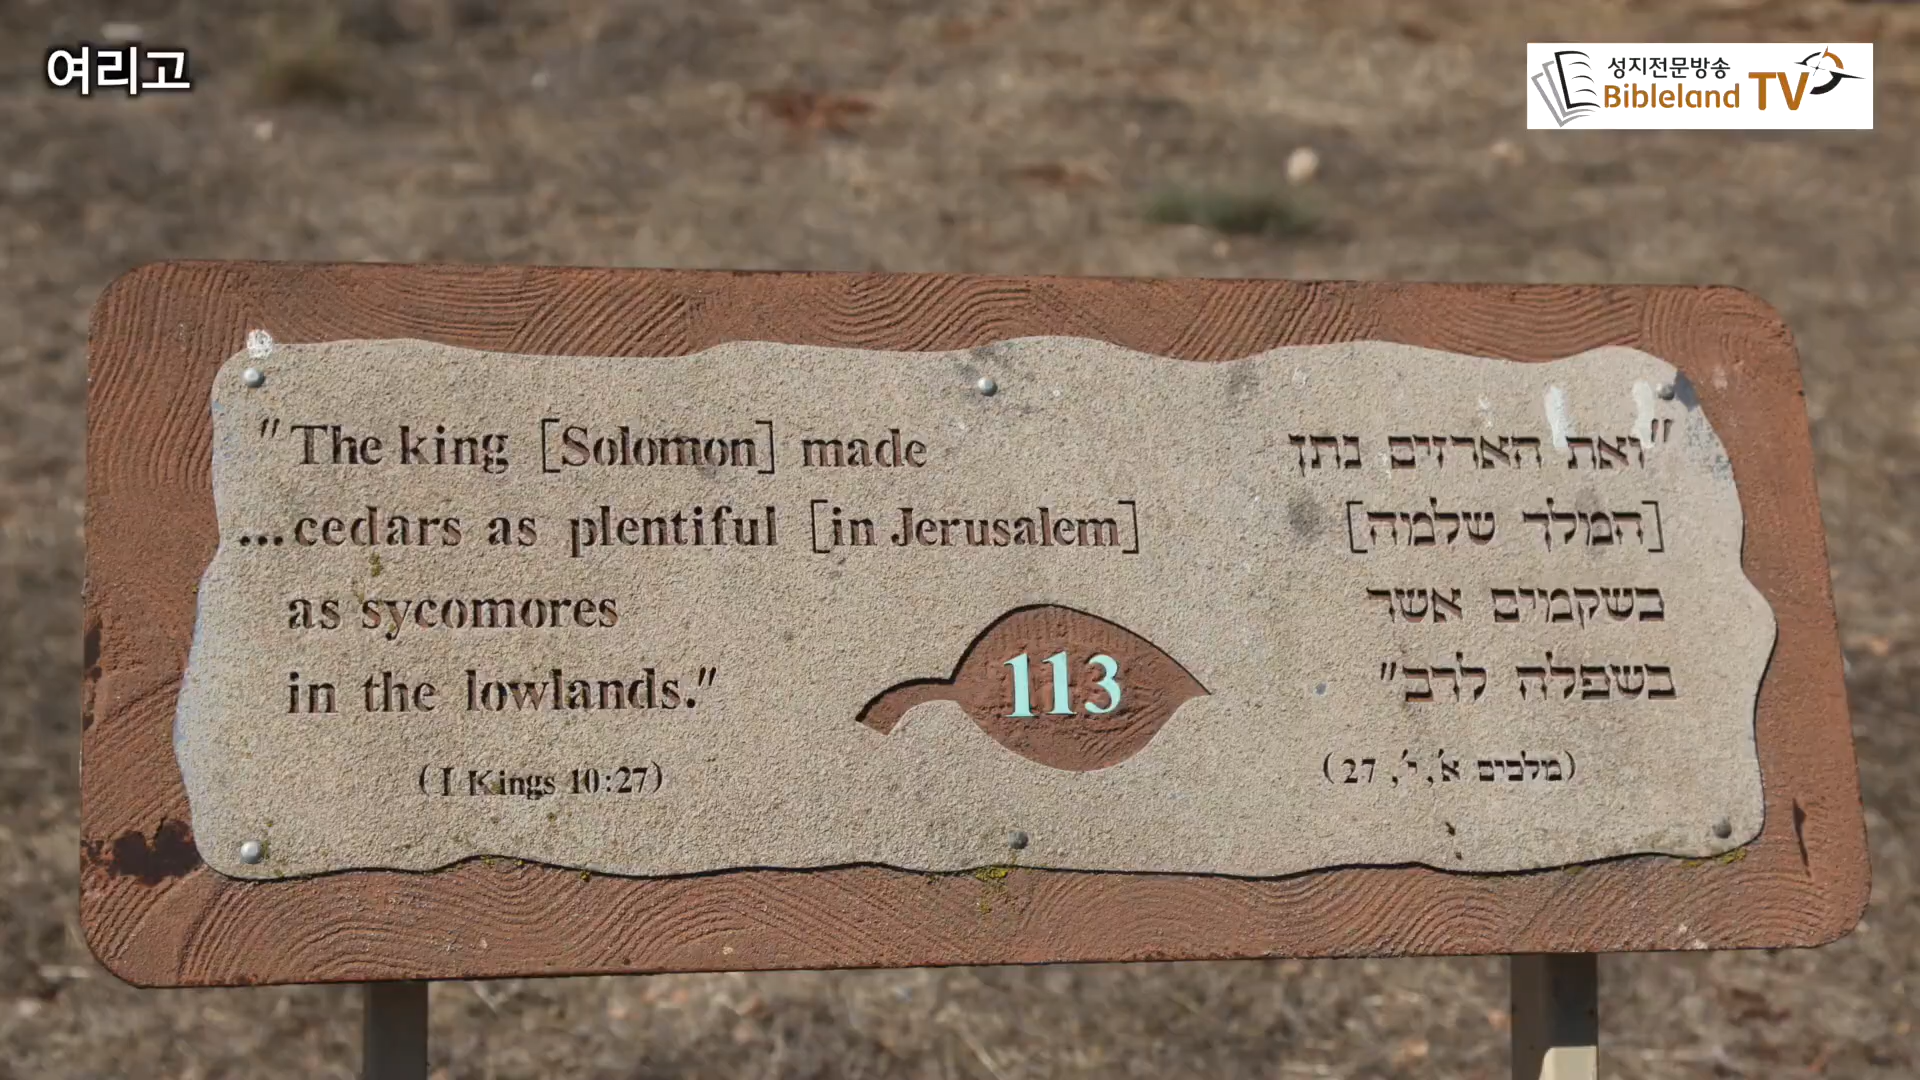 여리고
성지전문방송
Bibleland TV
"The king [Solomon] made
...cedars as plentiful [in Jerusalem]
as sycomores
in the lowlands."
(I Kings 10:27)
113
"ואת הארזים נתן
[המלך שלמה]
בשקמים אשר
בשפלה לרב"
(מלכים א', י', 27)